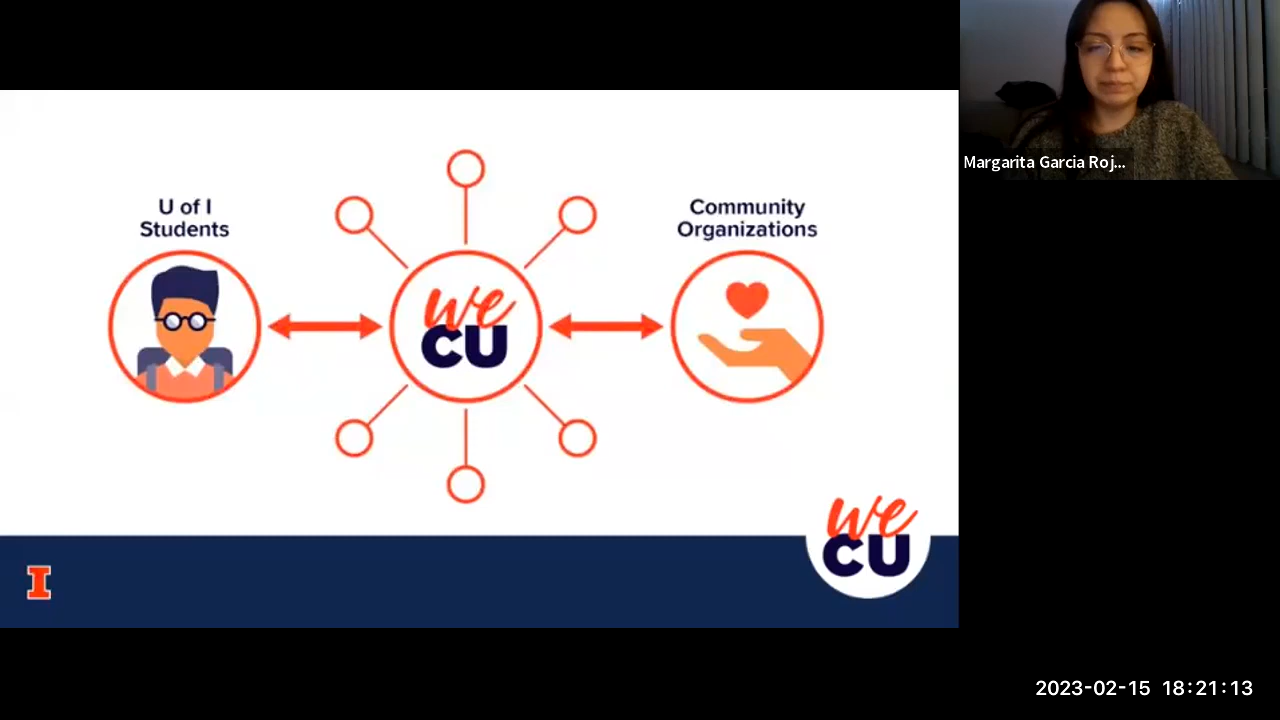 U of I
Students
we
CU
Community
Organizations
we
CU
I
Margarita Garcia Roj...
2023-02-15 18:21:13